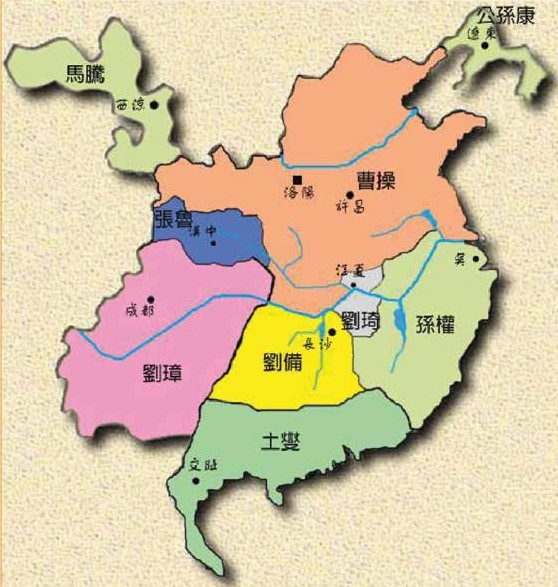 公孫康
遼東
馬騰
西涼
曹操
洛陽
許昌
張魯
漢中
江夏
吳
成都
劉琦
孫權
長沙
劉備
劉璋
士燮
交趾